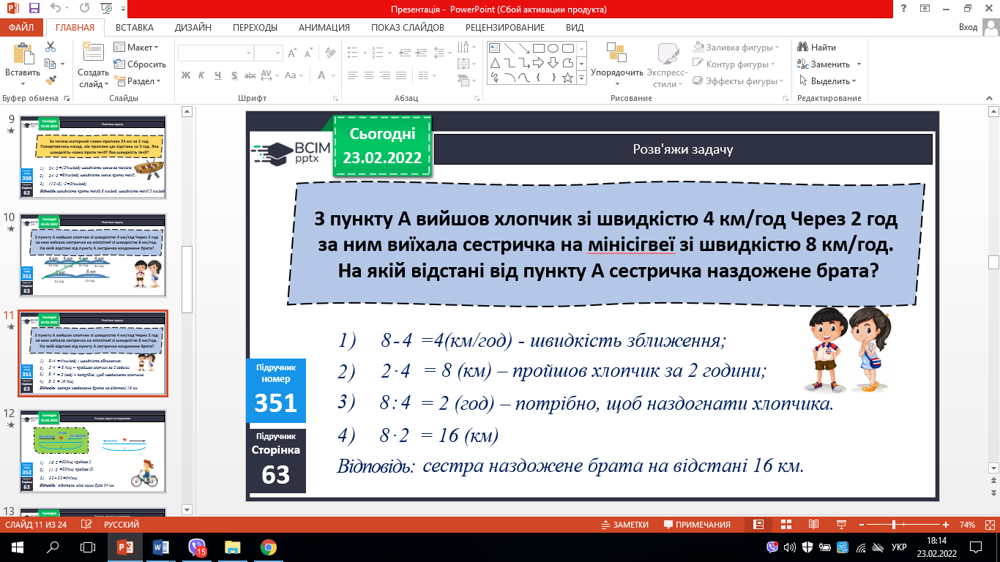 Презентація - PowerPoint (Сбой активации продукта)
ФАЙЛ ГЛАВНАЯ ВСТАВКА ДИЗАЙН ПЕРЕХОДЫ АНИМАЦИЯ ПОКАЗ СЛАЙДОВ РЕЦЕНЗИРОВАНИЕ ВИД Вход
Вставить
Буфер обмена
Создать слайд
Макет
Сбросить
Раздел
Слайды
Ж К Ч S abc AV Aa А
Шрифт
Абзац
Упорядочить
Экспресс-стили
Заливка фигуры
Контур фигуры
Эффекты фигуры
Рисование
Найти
Заменить
Выделить
Редактирование
9
10
11
12
13
Сьогодні
23.02.2022
BCIM
pptx
Розв'яжи задачу
З пункту А вийшов хлопчик зі швидкістю 4 км/год Через 2 год
за ним виїхала сестричка на мінісігвеї зі швидкістю 8 км/год.
На якій відстані від пункту А сестричка наздожене брата?
1) 8-4 =4(км/год) - швидкість зближення;
2) 2·4 = 8 (км) – пройшов хлопчик за 2 години;
3) 8:4 = 2 (год) – потрібно, щоб наздогнати хлопчика.
4) 8·2 = 16 (км)
Відповідь: сестра наздожене брата на відстані 16 км.
Підручник
номер
351
Підручник
Сторінка
63
СЛАЙД 11 ИЗ 24 РУССКИЙ ЗАМЕТКИ ПРИМЕЧАНИЯ 74%
15
УКР
18:14
23.02.2022